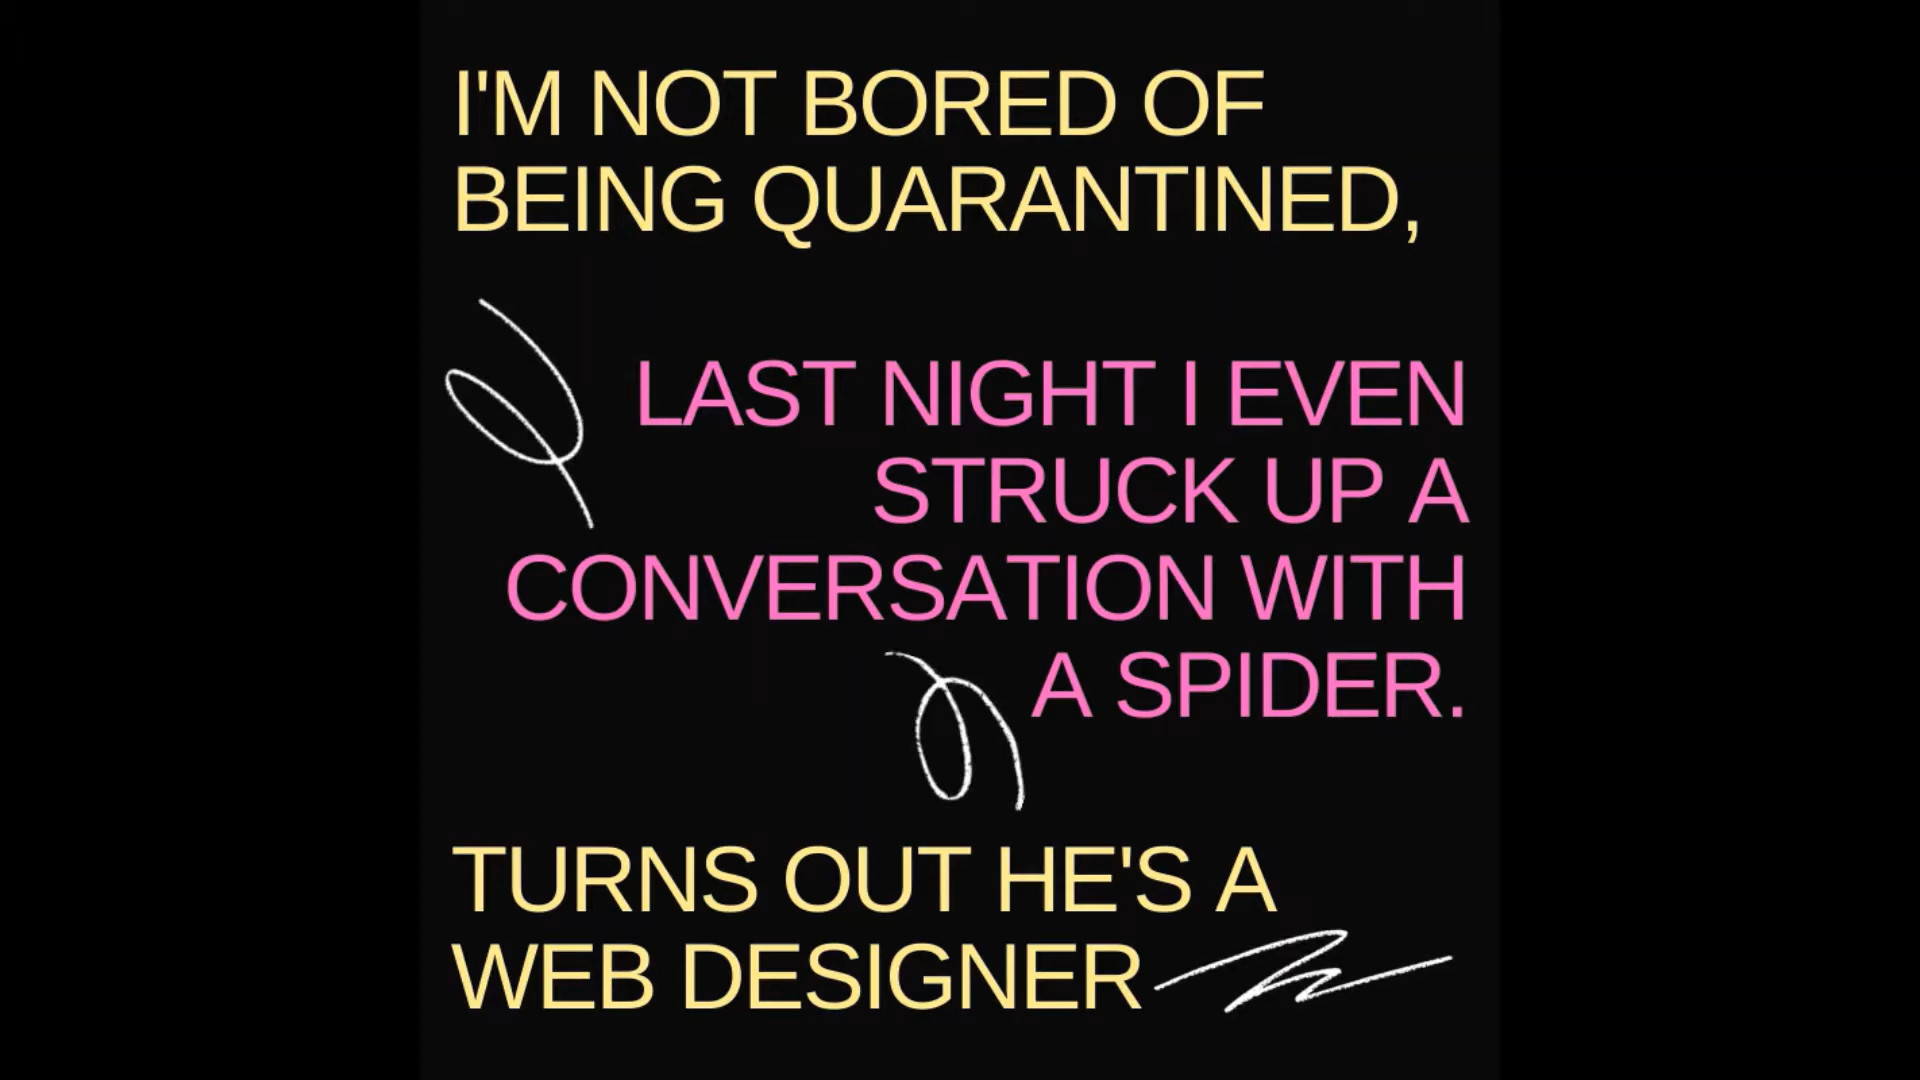 I'M NOT BORED OF
BEING QUARANTINED,
LAST NIGHT I EVEN
STRUCK UP A
CONVERSATION WITH
A SPIDER.
TURNS OUT HE'S A
WEB DESIGNER